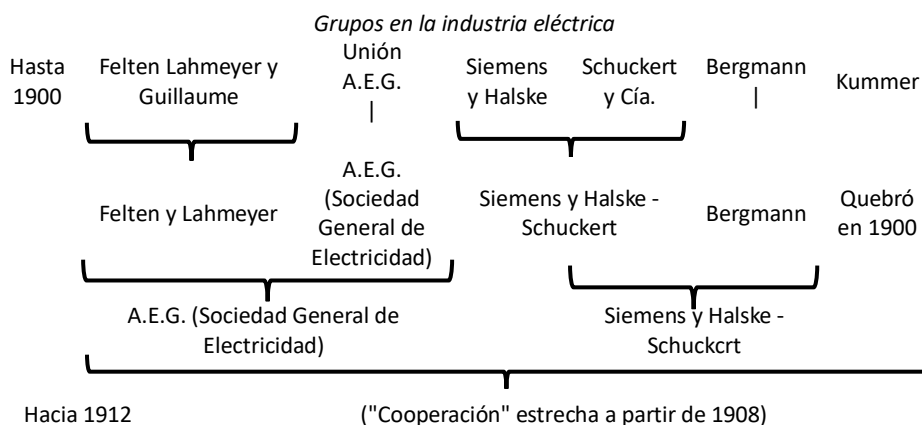 Grupos en la industria eléctrica
Hasta 1900
Felten Lahmeyer y
Guillaume
Unión
A.E.G.
|
Siemens
y Halske
Schuckert
y Cía.
Bergmann
|
Kummer
Felten y Lahmeyer
A.E.G.
(Sociedad
General de
Electricidad)
Siemens y Halske -
Schuckert
Bergmann
Quebró
en 1900
A.E.G. (Sociedad General de
Electricidad)
Siemens y Halske -
Schuckcrt
Hacia 1912
("Cooperación" estrecha a partir de 1908)